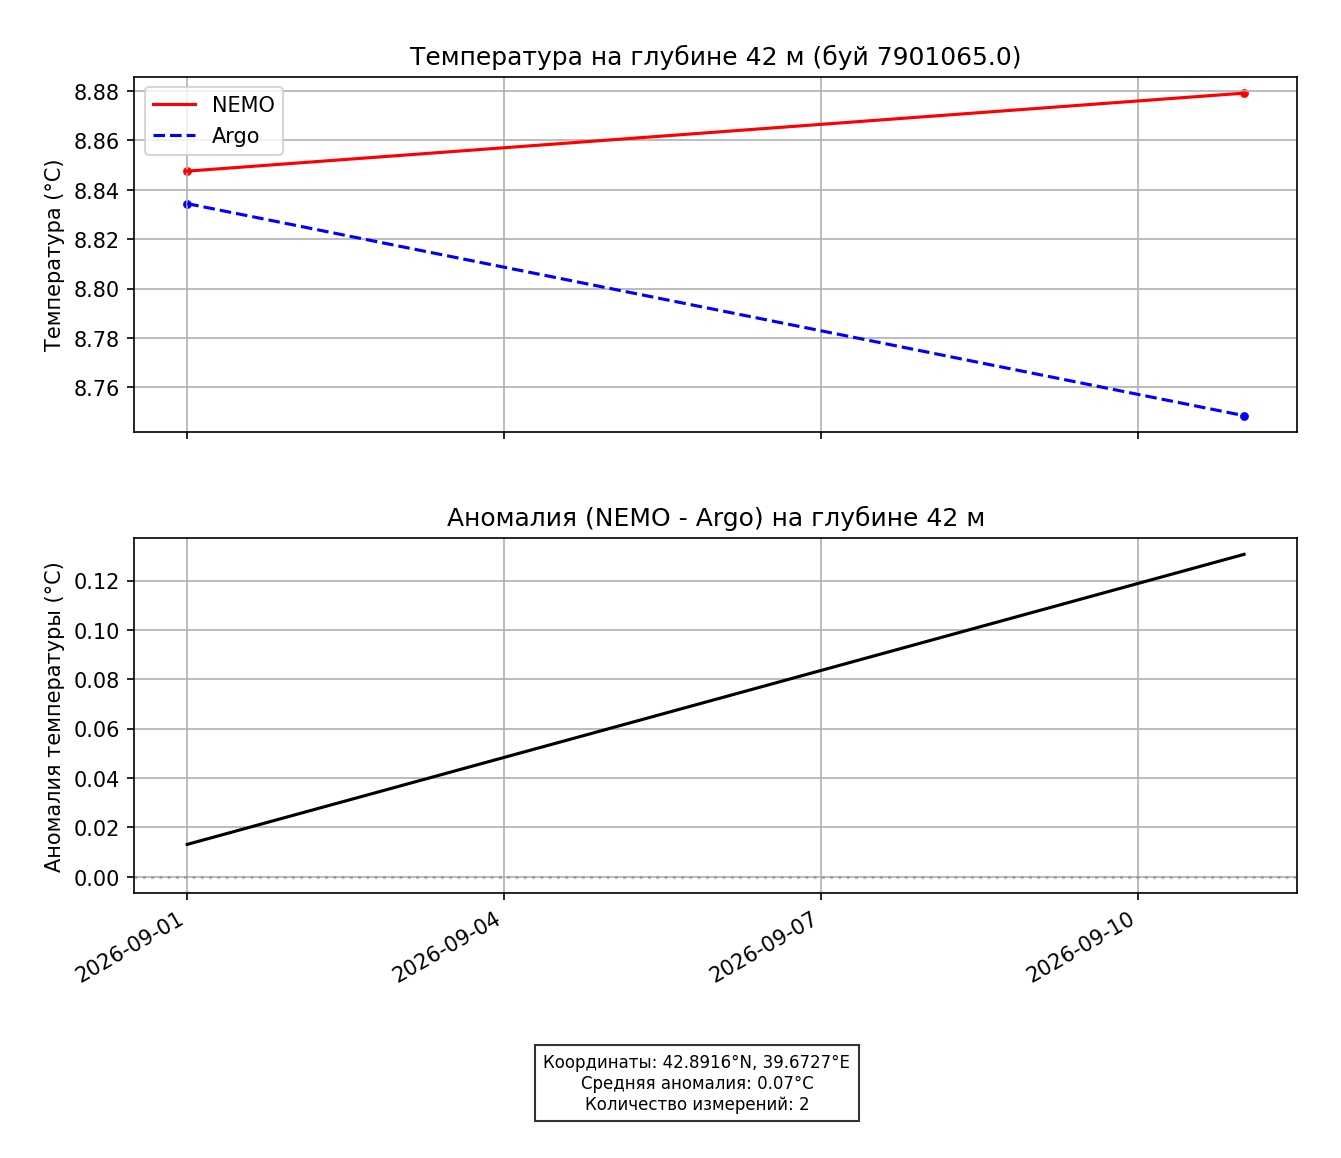 Температура на глубине 42 м (буй 7901065.0)
Температура (°C)
8.88
8.86
8.84
8.82
8.80
8.78
8.76
NEMO
Argo
Аномалия (NEMO - Argo) на глубине 42 м
Аномалия температуры (°C)
0.12
0.10
0.08
0.06
0.04
0.02
0.00
2026-09-01
2026-09-04
2026-09-07
2026-09-10
Координаты: 42.8916°N, 39.6727°E
Средняя аномалия: 0.07°C
Количество измерений: 2